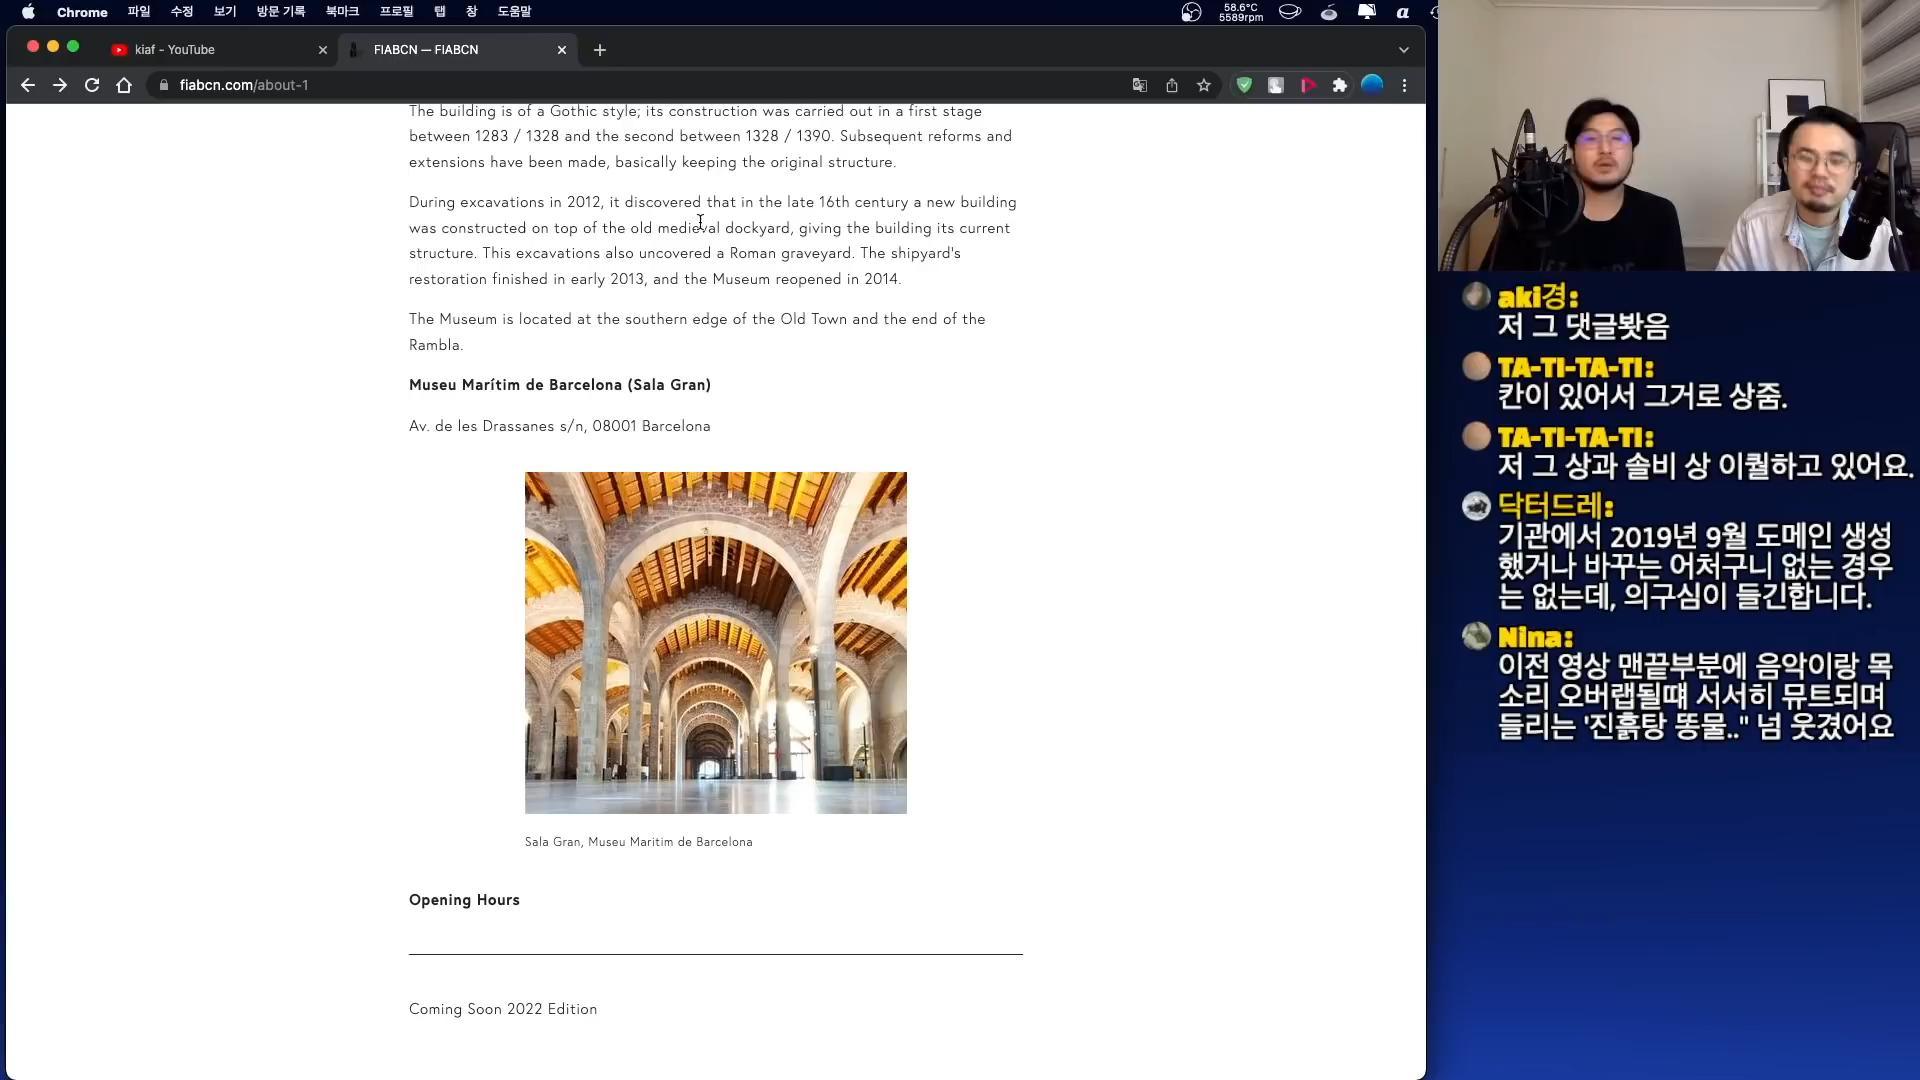 Chrome 파일 수정 보기 방문 기록 북마크 프로필 탭 창 도움말
58.6°C
5589rpm
kiaf - YouTube
FIABCN — FIABCN
fiabcn.com/about-1
The building is of a Gothic style; its construction was carried out in a first stage
between 1283 / 1328 and the second between 1328 / 1390. Subsequent reforms and
extensions have been made, basically keeping the original structure.
During excavations in 2012, it discovered that in the late 16th century a new building
was constructed on top of the old medieval dockyard, giving the building its current
structure. This excavations also uncovered a Roman graveyard. The shipyard's
restoration finished in early 2013, and the Museum reopened in 2014.
The Museum is located at the southern edge of the Old Town and the end of the
Rambla.
Museu Marítim de Barcelona (Sala Gran)
Av. de les Drassanes s/n, 08001 Barcelona
Sala Gran, Museu Maritim de Barcelona
Opening Hours
Coming Soon 2022 Edition
aki경:
저 그 댓글봣음
TA-TI-TA-TI:
칸이 있어서 그거로 상줌.
TA-TI-TA-TI:
저 그 상과 솔비 상 이퀄하고 있어요.
닥터드레:
기관에서 2019년 9월 도메인 생성
했거나 바꾸는 어처구니 없는 경우
는 없는데, 의구심이 들긴합니다.
Nina:
이전 영상 맨끝부분에 음악이랑 목
소리 오버랩될떄 서서히 뮤트되며
들리는 '진흙탕 똥물.." 넘 웃겼어요